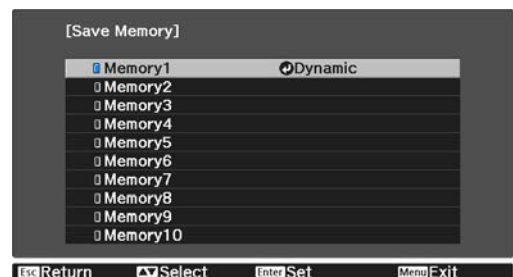 [Save Memory]
Memory1 Dynamic
Memory2
Memory3
Memory4
Memory5
Memory6
Memory7
Memory8
Memory9
Memory10
Esc Return Select Enter Set Menu Exit